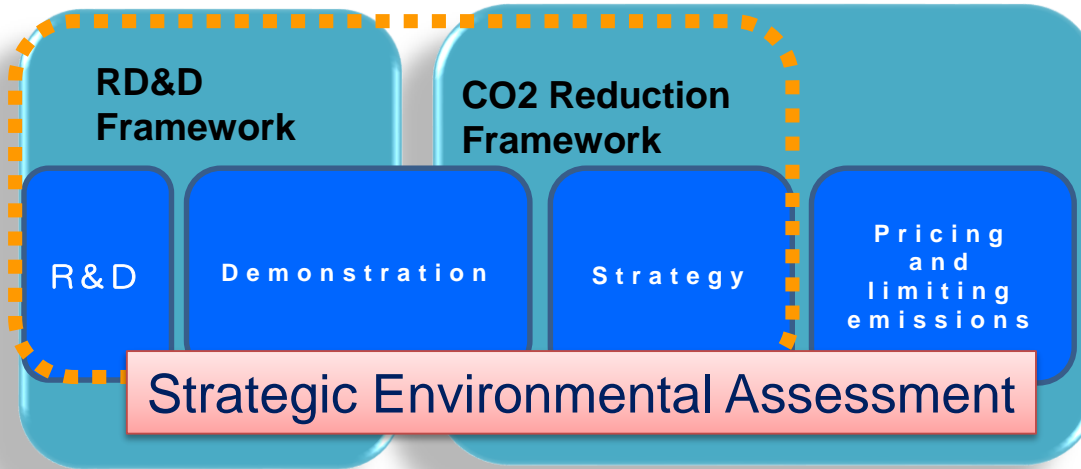 RD&D
Framework
CO2 Reduction
Framework
R&D
Demonstration
Strategy
Pricing
and
limiting
emissions
Strategic Environmental Assessment